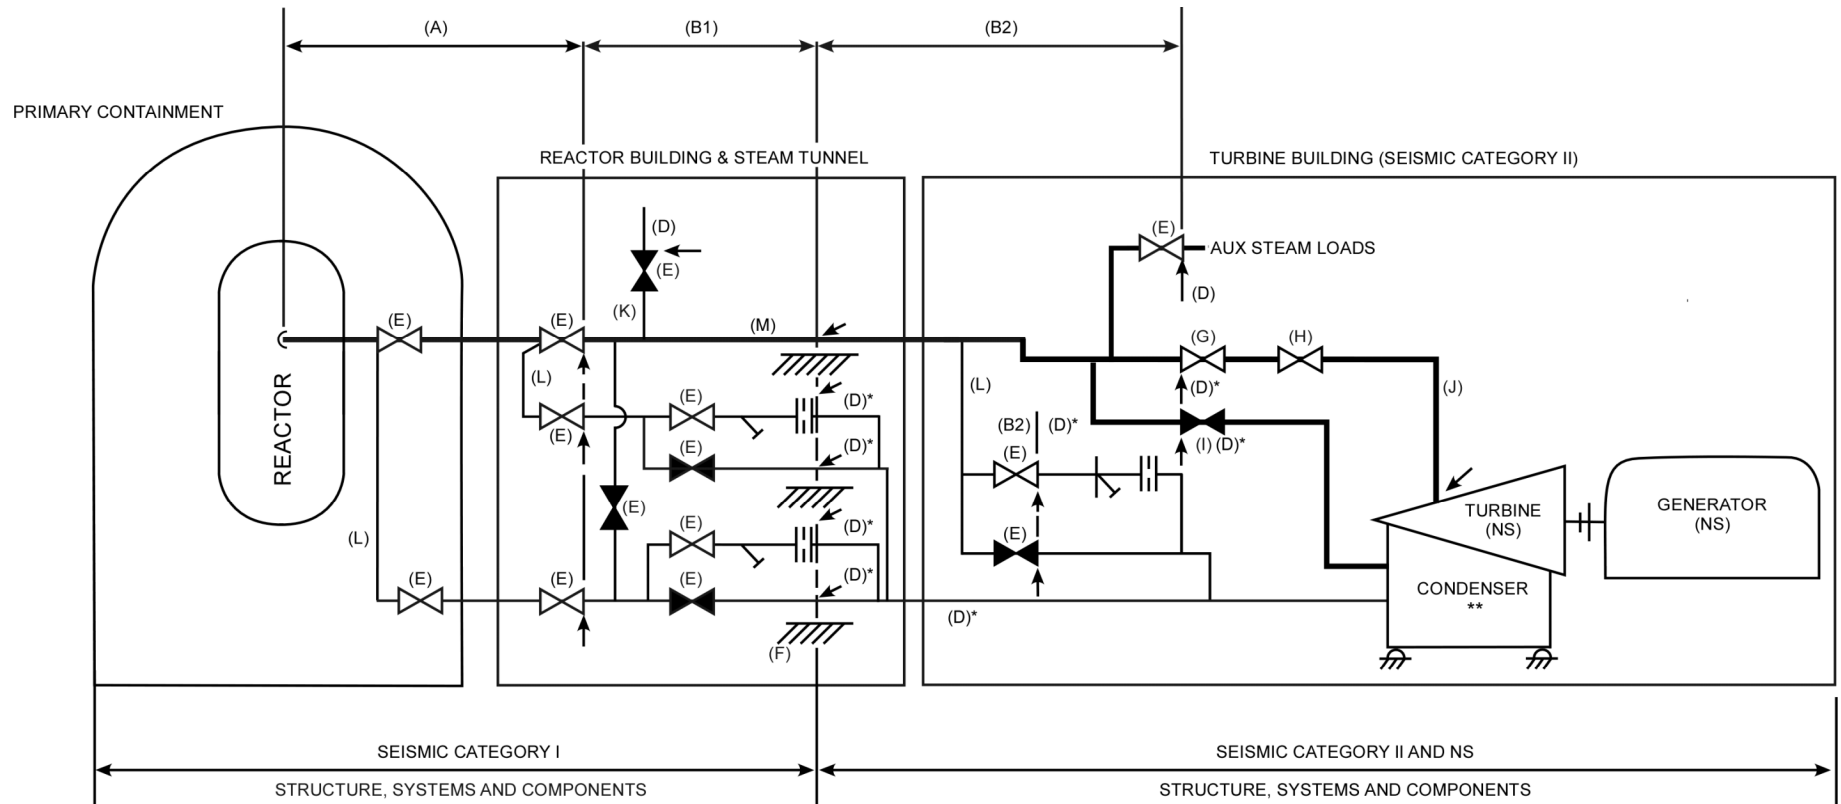 (A)
(B1)
(B2)
PRIMARY CONTAINMENT
REACTOR BUILDING & STEAM TUNNEL
TURBINE BUILDING (SEISMIC CATEGORY II)
(D)
(E)
(E)
AUX STEAM LOADS
(D)
(K)
(E)
(E)
(M)
(G)
(H)
(L)
(L)
(D)*
(J)
(E)
(D)*
(E)
(B2)
(D)*
(I) (D)*
(E)
(D)*
(E)
REACTOR
TURBINE
(NS)
GENERATOR
(NS)
(E)
(E)
(D)*
(E)
(L)
(E)
(E)
(E)
(D)*
CONDENSER
**
(D)*
(F)
SEISMIC CATEGORY I
SEISMIC CATEGORY II AND NS
STRUCTURE, SYSTEMS AND COMPONENTS
STRUCTURE, SYSTEMS AND COMPONENTS